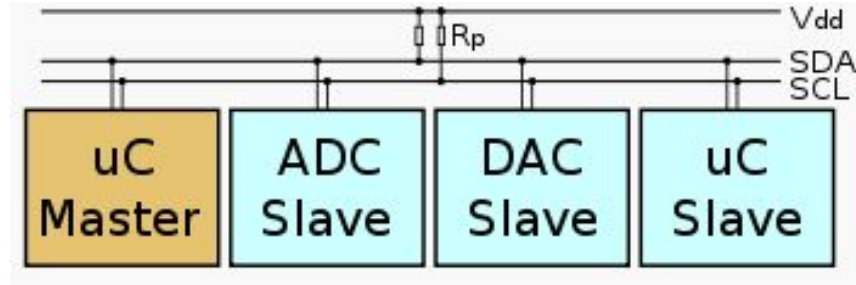 Vdd
Rp
SDA
SCL
uC
Master
ADC
Slave
DAC
Slave
uC
Slave